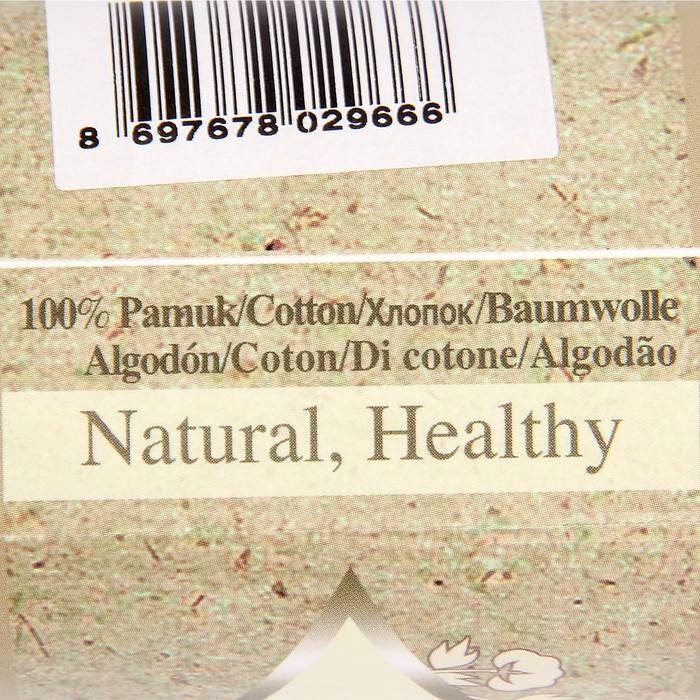 8 697678 029666
100% Pamuk/Cotton/Хлопок/Baumwolle
Algodón/Coton/Di cotone/Algodão
Natural, Healthy